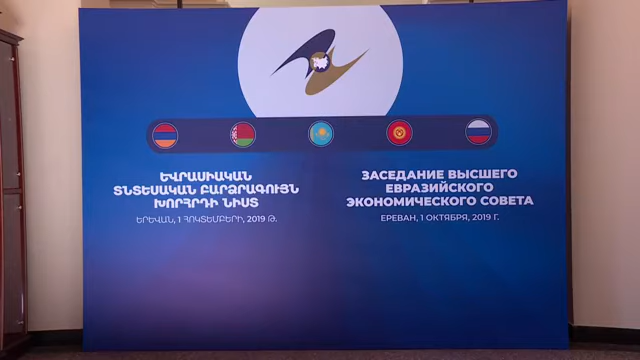 ԵՎՐԱՍԻԱԿԱՆ
ՏՆՏԵՍԱԿԱՆ ԲԱՐՁՐԱԳՈՒՅՆ
ԽՈՐՀՐԴԻ ՆԻՍՏ
ԵՐԵՎԱՆ, 1 ՀՈԿՏԵՄԲԵՐԻ, 2019 Թ.
ЗАСЕДАНИЕ ВЫСШЕГО
ЕВРАЗИЙСКОГО
ЭКОНОМИЧЕСКОГО СОВЕТА
ЕРЕВАН, 1 ОКТЯБРЯ, 2019 Г.